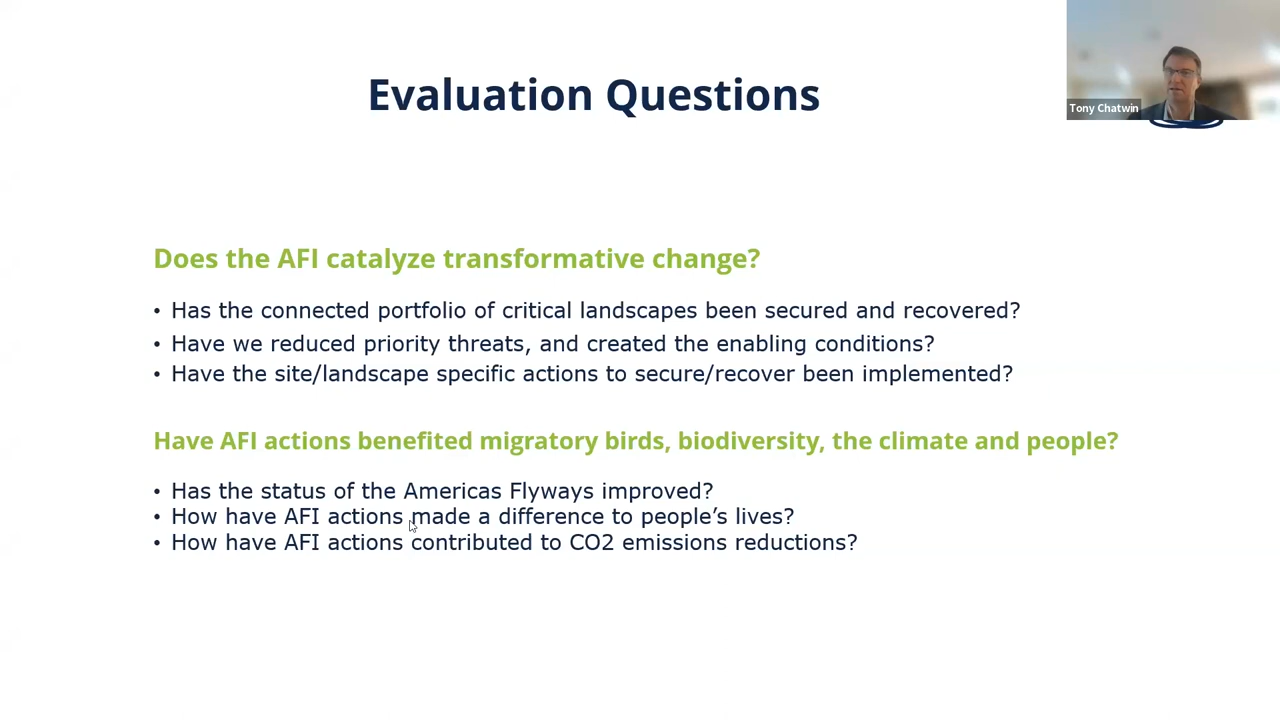 Evaluation Questions
Tony Chatwin
Does the AFI catalyze transformative change?
• Has the connected portfolio of critical landscapes been secured and recovered?
• Have we reduced priority threats, and created the enabling conditions?
• Have the site/landscape specific actions to secure/recover been implemented?
Have AFI actions benefited migratory birds, biodiversity, the climate and people?
• Has the status of the Americas Flyways improved?
• How have AFI actions made a difference to people’s lives?
• How have AFI actions contributed to CO2 emissions reductions?